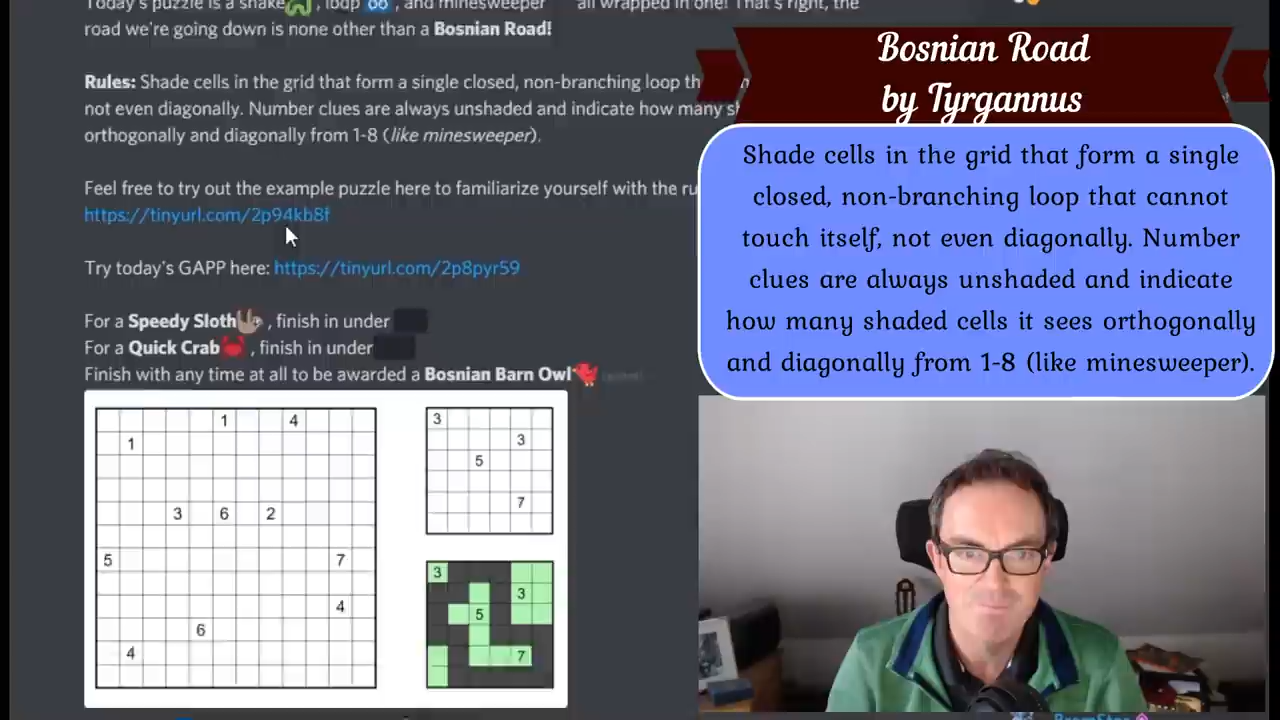 Today's puzzle is a snake , loop , and minesweeper all wrapped in one! That's right, the
road we're going down is none other than a Bosnian Road!
Rules: Shade cells in the grid that form a single closed, non-branching loop th
not even diagonally. Number clues are always unshaded and indicate how many sh
orthogonally and diagonally from 1-8 (like minesweeper).
Feel free to try out the example puzzle here to familiarize yourself with the ru
https://tinyurl.com/2p94kb8f
Try today's GAPP here: https://tinyurl.com/2p8pyr59
For a Speedy Sloth , finish in under
For a Quick Crab , finish in under
Finish with any time at all to be awarded a Bosnian Barn Owl
1 4
1
3 6 2
5 7
4
6
4
3
3
5
7
3
3
5
7
Bosnian Road
by Tyrgannus
Shade cells in the grid that form a single
closed, non-branching loop that cannot
touch itself, not even diagonally. Number
clues are always unshaded and indicate
how many shaded cells it sees orthogonally
and diagonally from 1-8 (like minesweeper).